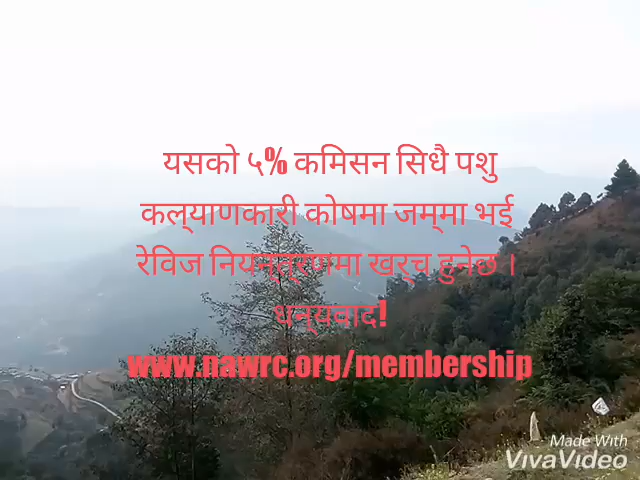 यसको ५% कमिसन सिधै पशु
कल्याणकारी कोषमा जम्मा भई
रेविज नियन्त्रणमा खर्च हुनेछ ।
धन्यवाद!
www.nawrc.org/membership
Made With
VivaVideo